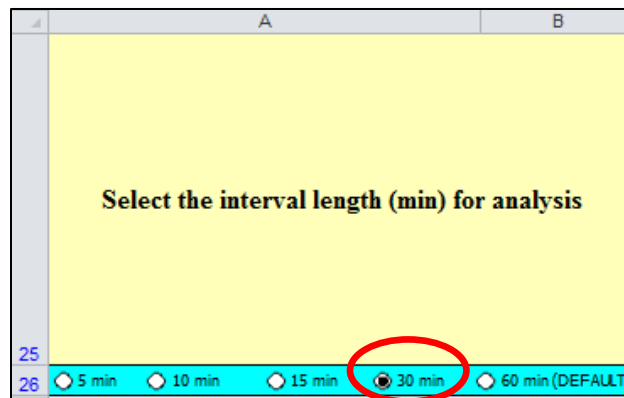 A B
Select the interval length (min) for analysis
25
26 5 min 10 min 15 min 30 min 60 min (DEFAULT